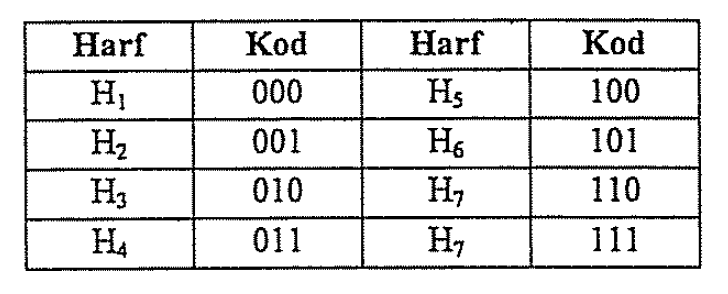 Harf Kod Harf Kod
H₁ 000 H₅ 100
H₂ 001 H₆ 101
H₃ 010 H₇ 110
H₄ 011 H₇ 111